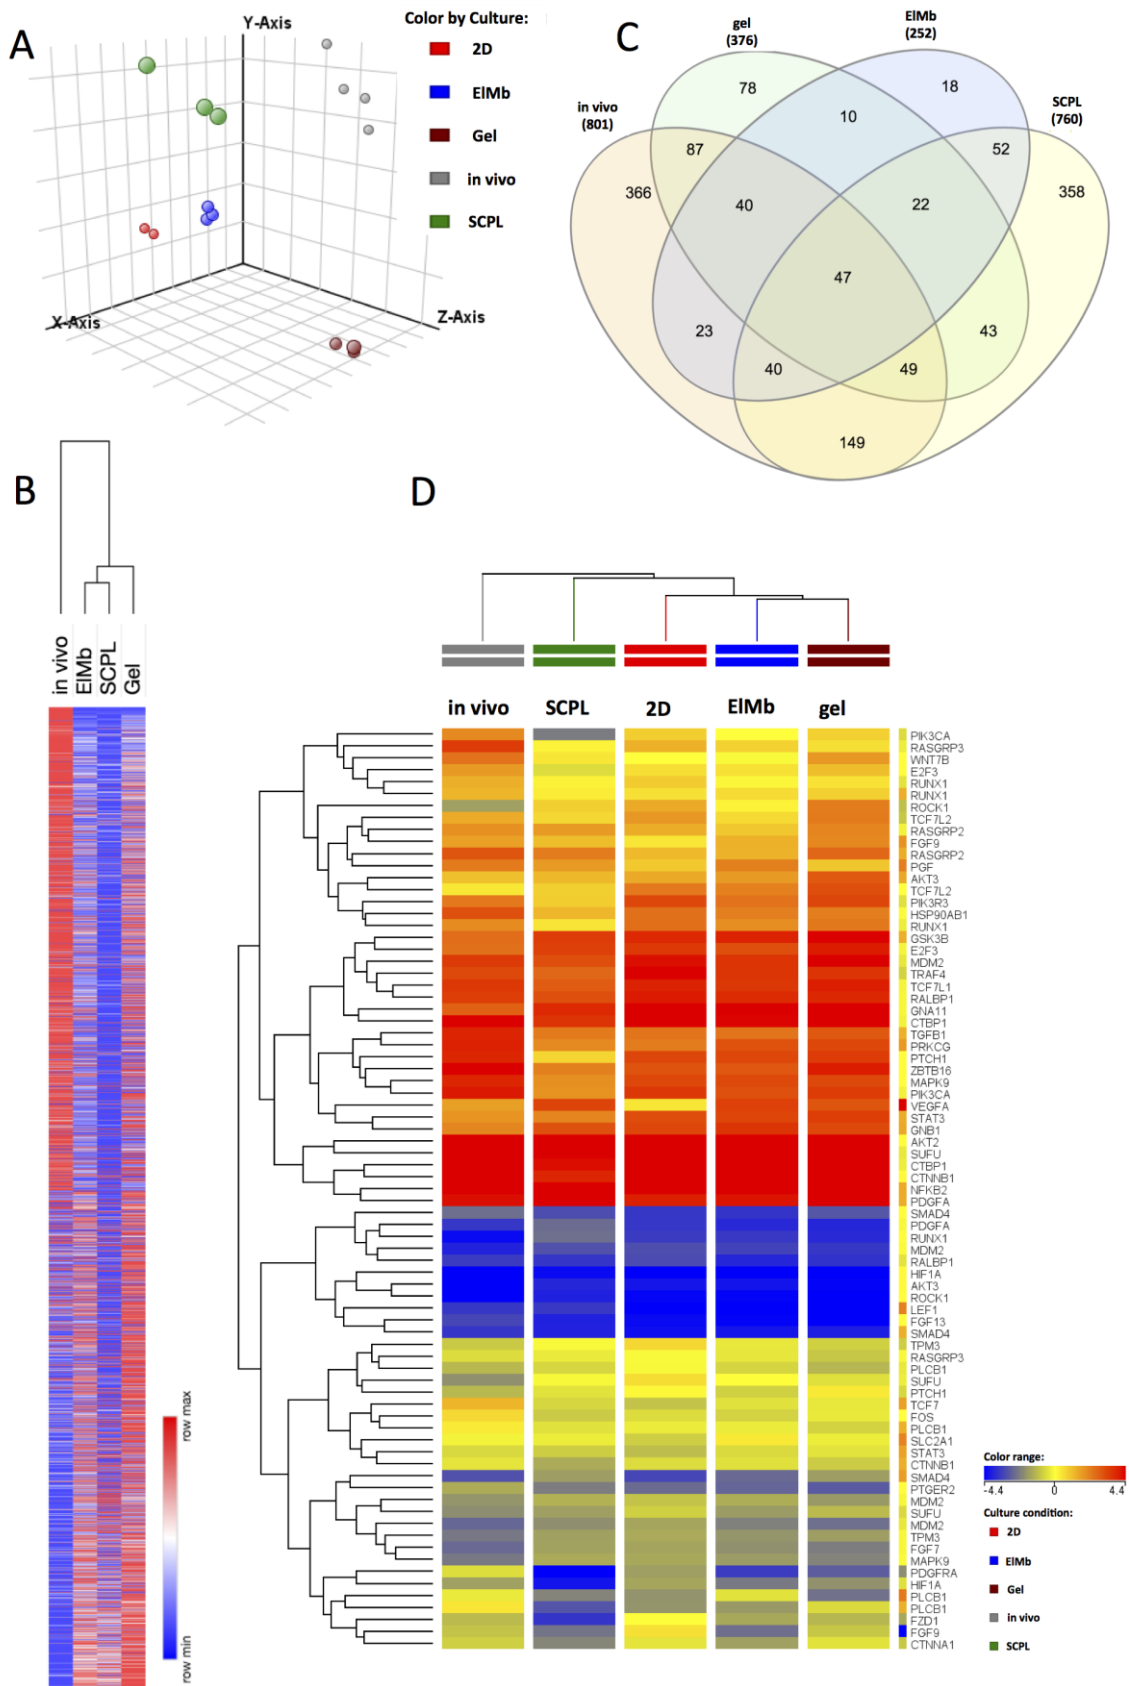 A
Y-Axis
X-Axis
Z-Axis
Color by Culture:
2D
EIMb
Gel
in vivo
SCPL
C
gel
(376)
EIMb
(252)
in vivo
(801)
SCPL
(760)
78
10
18
87
52
366
40
22
358
47
23
43
40
49
149
B
in vivo
EIMb
SCPL
Gel
row max
row min
D
in vivo
SCPL
2D
EIMb
gel
PIK3CA
RASGRP3
WNT7B
E2F3
RUNX1
RUNX1
ROCK1
TCF7L2
RASGRP2
FGF9
RASGRP2
PGF
AKT3
TCF7L2
PIK3R3
HSP90AB1
RUNX1
GSK3B
E2F3
MDM2
TRAF4
TCF7L1
RALBP1
GNA11
CTBP1
TGFB1
PRKCG
PTCH1
ZBTB16
MAPK9
PIK3CA
VEGFA
STAT3
GNB1
AKT2
SUFU
CTBP1
CTNNB1
NFKB2
PDGFA
SMAD4
PDGFA
RUNX1
MDM2
RALBP1
HIF1A
AKT3
ROCK1
LEF1
FGF13
SMAD4
TPM3
RASGRP3
PLCB1
SUFU
PTCH1
TCF7
FOS
PLCB1
SLC2A1
STAT3
CTNNB1
SMAD4
PTGER2
MDM2
SUFU
MDM2
TPM3
FGF7
MAPK9
PDGFRA
HIF1A
PLCB1
PLCB1
FZD1
FGF9
CTNNA1
Color range:
-4.4 0 4.4
Culture condition:
2D
EIMb
Gel
in vivo
SCPL